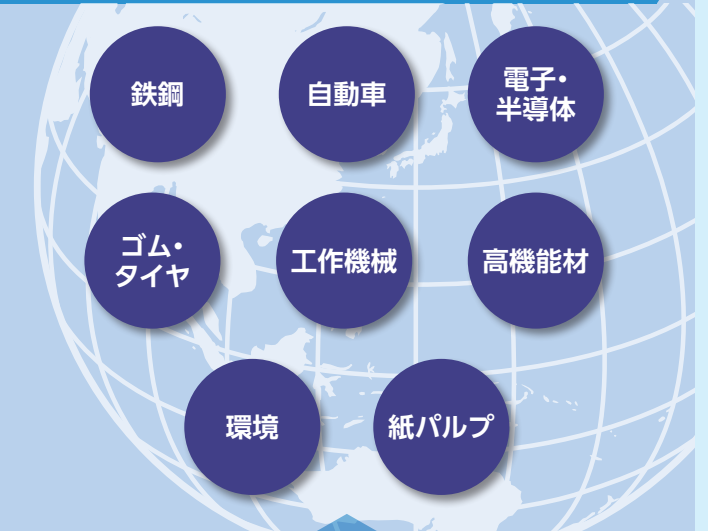 鉄鋼
自動車
電子・
半導体
ゴム・
タイヤ
工作機械
高機能材
環境
紙パルプ